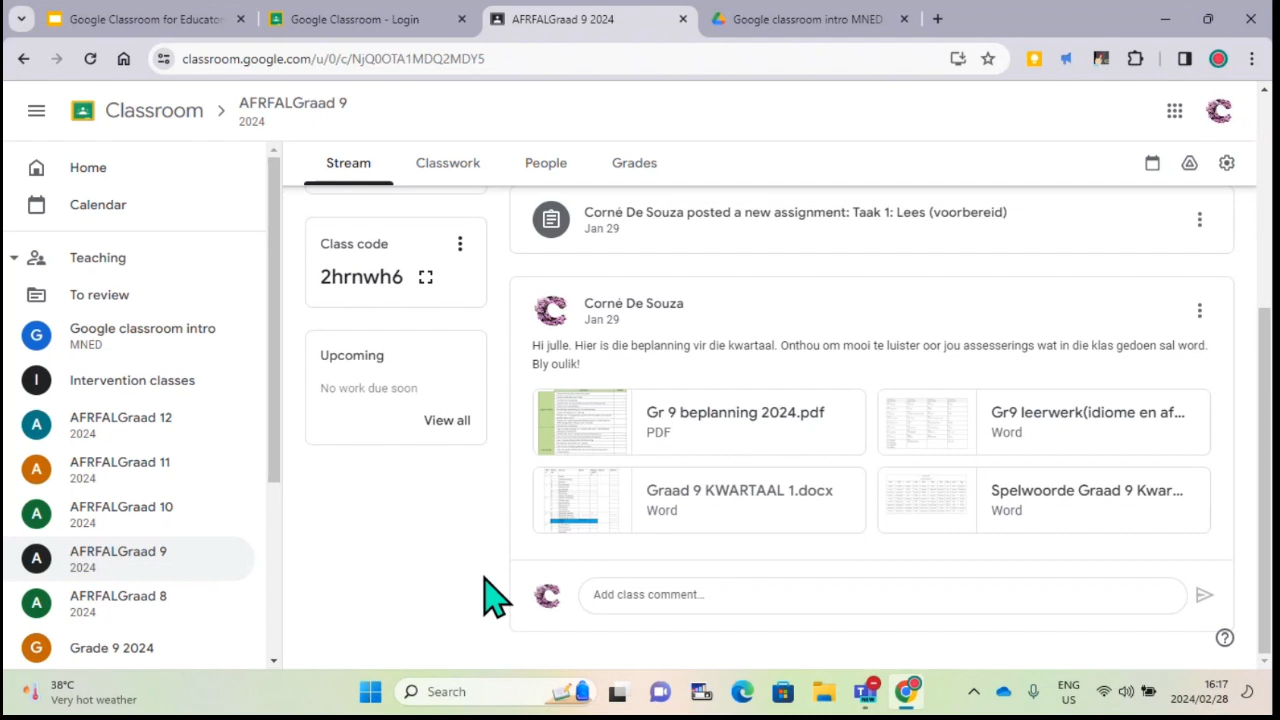 Google Classroom for Educator
Google Classroom - Login
AFRFALGraad 9 2024
Google classroom intro MNED
classroom.google.com/u/0/c/NjQ0OTA1MDQ2MDY5
Classroom
AFRFALGraad 9
2024
Home
Calendar
Teaching
To review
G
Google classroom intro
MNED
I
Intervention classes
A
AFRFALGraad 12
2024
A
AFRFALGraad 11
2024
A
AFRFALGraad 10
2024
A
AFRFALGraad 9
2024
A
AFRFALGraad 8
2024
G
Grade 9 2024
Stream
Classwork
People
Grades
Class code
2hrnwh6
Upcoming
No work due soon
View all
Corné De Souza posted a new assignment: Taak 1: Lees (voorbereid)
Jan 29
Corné De Souza
Jan 29
Hi julle. Hier is die beplanning vir die kwartaal. Onthou om mooi te luister oor jou assesserings wat in die klas gedoen sal word.
Bly oulik!
Gr 9 beplanning 2024.pdf
PDF
Gr9 leerwerk(idiome en af...
Word
Graad 9 KWARTAAL 1.docx
Word
Spelwoorde Graad 9 Kwar...
Word
Add class comment...
38°C
Very hot weather
Search
NEW
ENG
US
16:17
2024/02/28